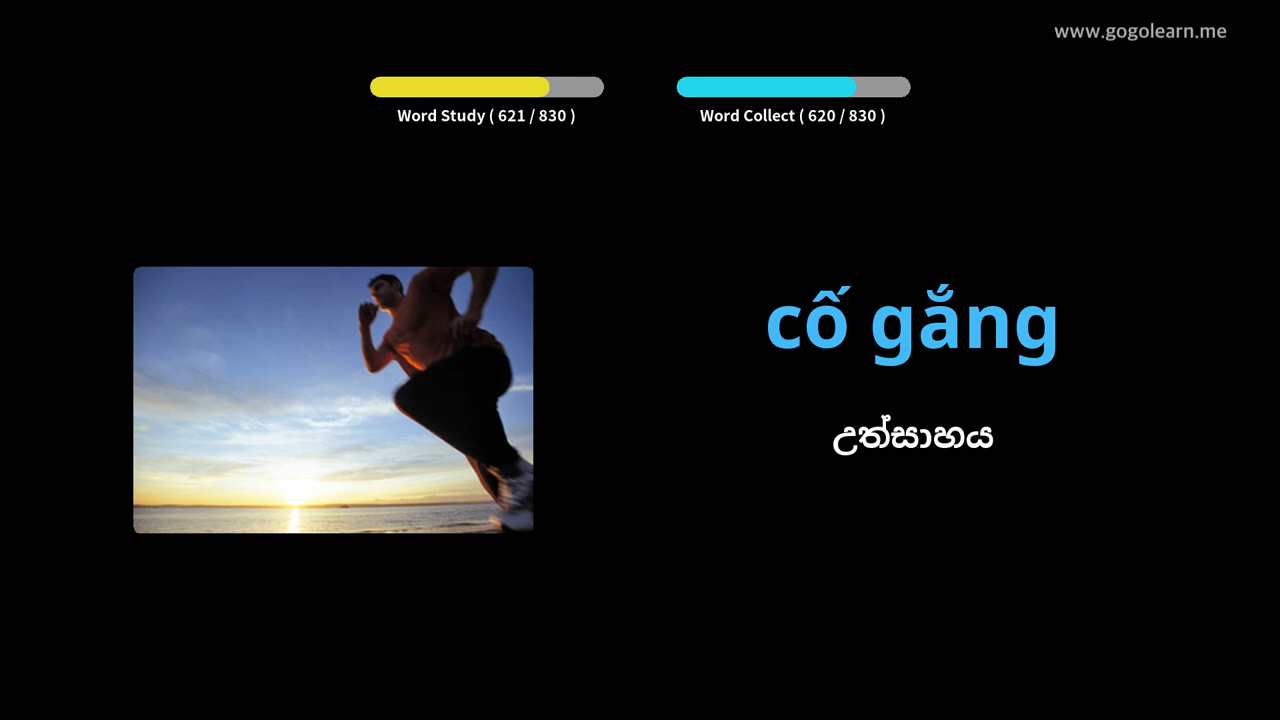 www.gogolearn.me
Word Study ( 621 / 830 )
Word Collect ( 620 / 830 )
cố gắng
උත්සාහය